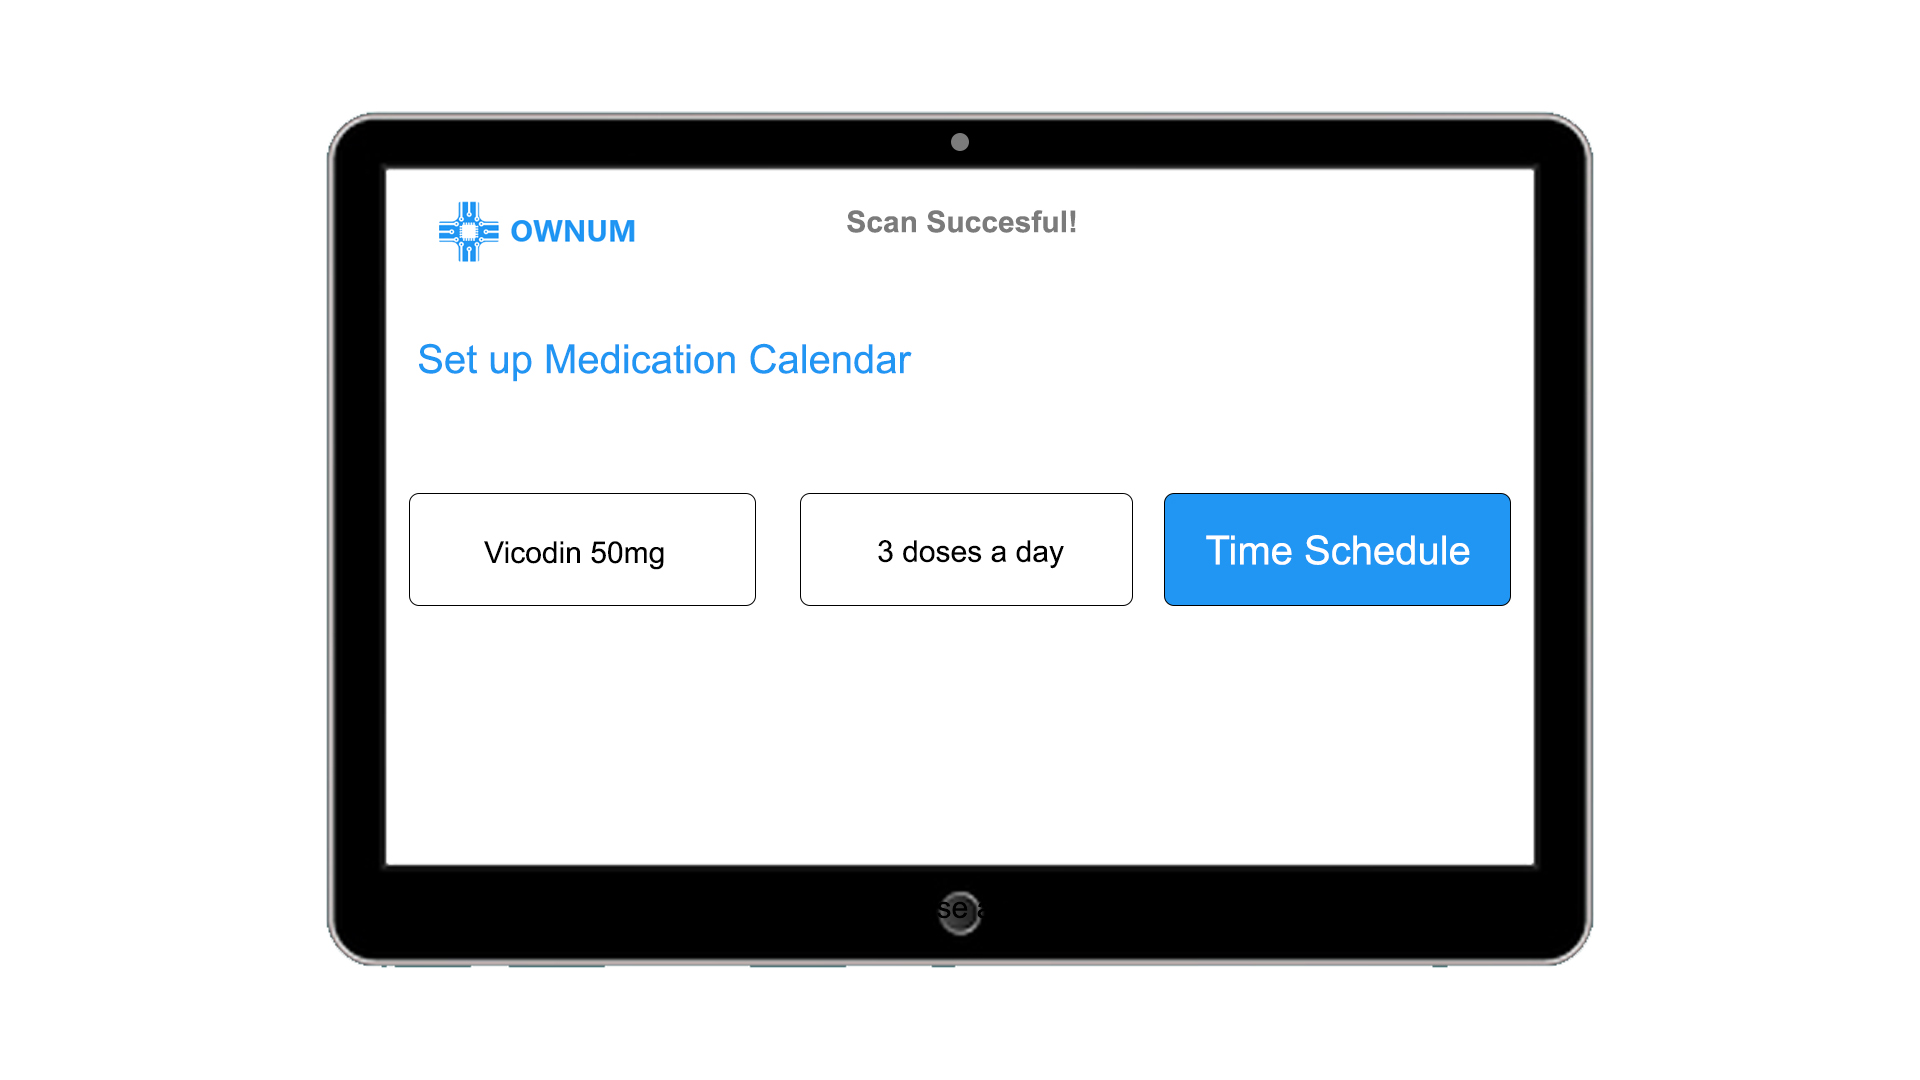 OWNUM
Scan Succesful!
Set up Medication Calendar
Vicodin 50mg
3 doses a day
Time Schedule